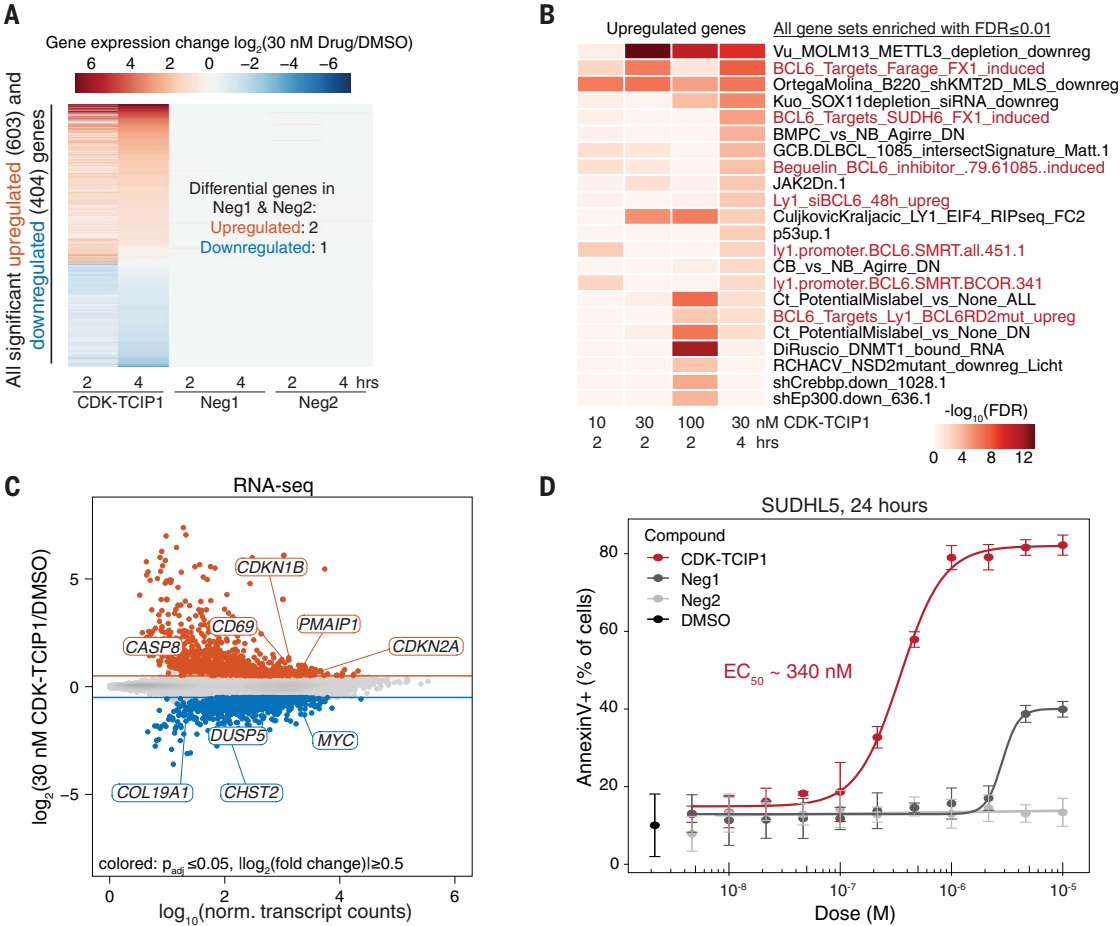 A
Gene expression change log2(30 nM Drug/DMSO)
6 4 2 0 −2 −4 −6
All significant upregulated (603) and
downregulated (404) genes
Differential genes in
Neg1 & Neg2:
Upregulated: 2
Downregulated: 1
2 4 2 4 2 4 hrs
CDK-TCIP1 Neg1 Neg2
B
Upregulated genes All gene sets enriched with FDR≤0.01
Vu_MOLM13_METTL3_depletion_downreg
BCL6_Targets_Farage_FX1_induced
OrtegaMolina_B220_shKMT2D_MLS_downreg
Kuo_SOX11depletion_siRNA_downreg
BCL6_Targets_SUDH6_FX1_induced
BMPC_vs_NB_Agirre_DN
GCB.DLBCL_1085_intersectSignature_Matt.1
Beguelin_BCL6_inhibitor_.79.61085..induced
JAK2Dn.1
Ly1_siBCL6_48h_upreg
CuljkovicKraljacic_LY1_EIF4_RIPseq_FC2
p53up.1
ly1.promoter.BCL6.SMRT.all.451.1
CB_vs_NB_Agirre_DN
ly1.promoter.BCL6.SMRT.BCOR.341
Ct_PotentialMislabel_vs_None_ALL
BCL6_Targets_Ly1_BCL6RD2mut_upreg
Ct_PotentialMislabel_vs_None_DN
DiRuscio_DNMT1_bound_RNA
RCHACV_NSD2mutant_downreg_Licht
shCrebbp.down_1028.1
shEp300.down_636.1
10 30 100 30 nM CDK-TCIP1
2 2 2 4 hrs
-log10(FDR)
0 4 8 12
C
RNA-seq
log2(30 nM CDK-TCIP1/DMSO)
5
0
−5
CDKN1B
CD69
PMAIP1
CASP8
CDKN2A
DUSP5
MYC
COL19A1
CHST2
colored: padj ≤0.05, |log2(fold change)|≥0.5
0 2 4 6
log10(norm. transcript counts)
D
SUDHL5, 24 hours
AnnexinV+ (% of cells)
80
60
40
20
0
Compound
CDK-TCIP1
Neg1
Neg2
DMSO
EC50 ~ 340 nM
10-8 10-7 10-6 10-5
Dose (M)